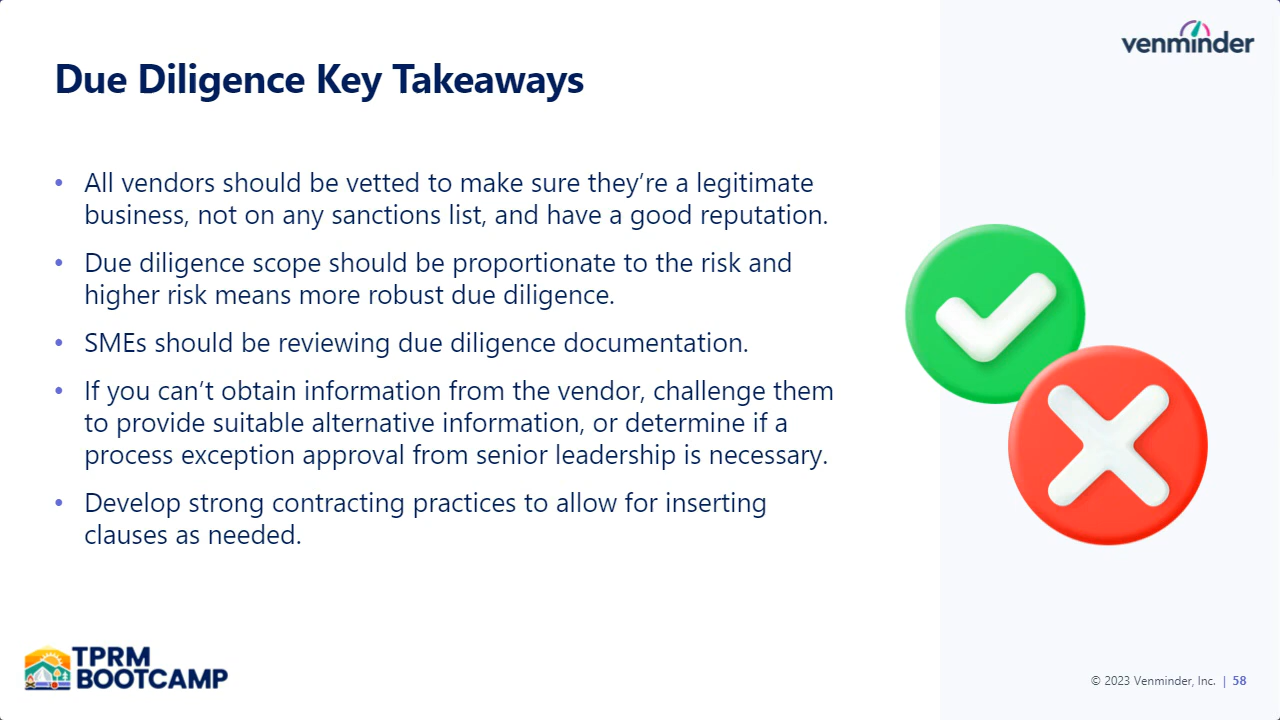 venminder
Due Diligence Key Takeaways
• All vendors should be vetted to make sure they’re a legitimate
business, not on any sanctions list, and have a good reputation.
• Due diligence scope should be proportionate to the risk and
higher risk means more robust due diligence.
• SMEs should be reviewing due diligence documentation.
• If you can’t obtain information from the vendor, challenge them
to provide suitable alternative information, or determine if a
process exception approval from senior leadership is necessary.
• Develop strong contracting practices to allow for inserting
clauses as needed.
TPRM
BOOTCAMP
© 2023 Venminder, Inc. | 58